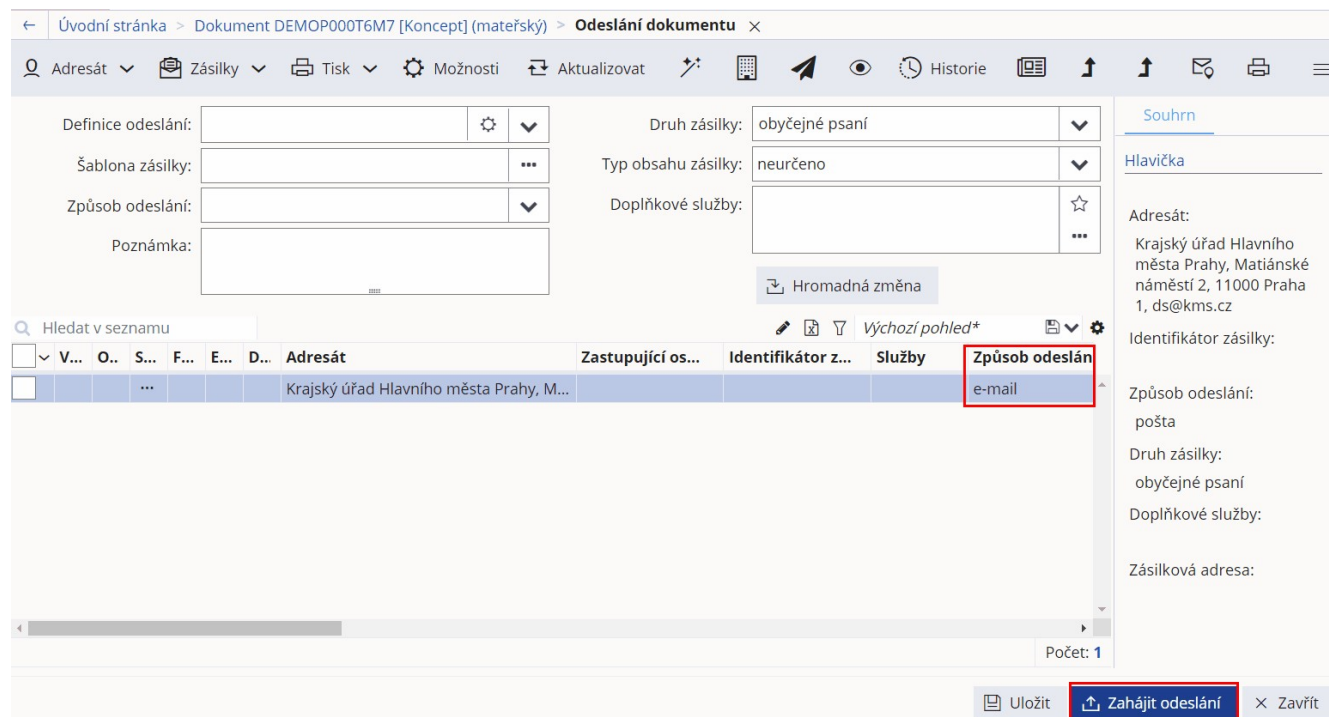 ← Úvodní stránka > Dokument DEMOP000T6M7 [Koncept] (mateřský) > Odeslání dokumentu ×
Adresát Zásilky Tisk Možnosti Aktualizovat Historie
Definice odeslání:
Šablona zásilky:
Způsob odeslání:
Poznámka:
Druh zásilky: obyčejné psaní
Typ obsahu zásilky: neurčeno
Doplňkové služby:
Hromadná změna
Hledat v seznamu
Výchozí pohled*
V... O.. S... F... E... D.. Adresát Zastupující os... Identifikátor z... Služby Způsob odeslán
... Krajský úřad Hlavního města Prahy, M... e-mail
Počet: 1
Souhrn
Hlavička
Adresát:
Krajský úřad Hlavního
města Prahy, Matiánské
náměstí 2, 11000 Praha
1, ds@kms.cz
Identifikátor zásilky:
Způsob odeslání:
pošta
Druh zásilky:
obyčejné psaní
Doplňkové služby:
Zásilková adresa:
Uložit Zahájit odeslání × Zavřít